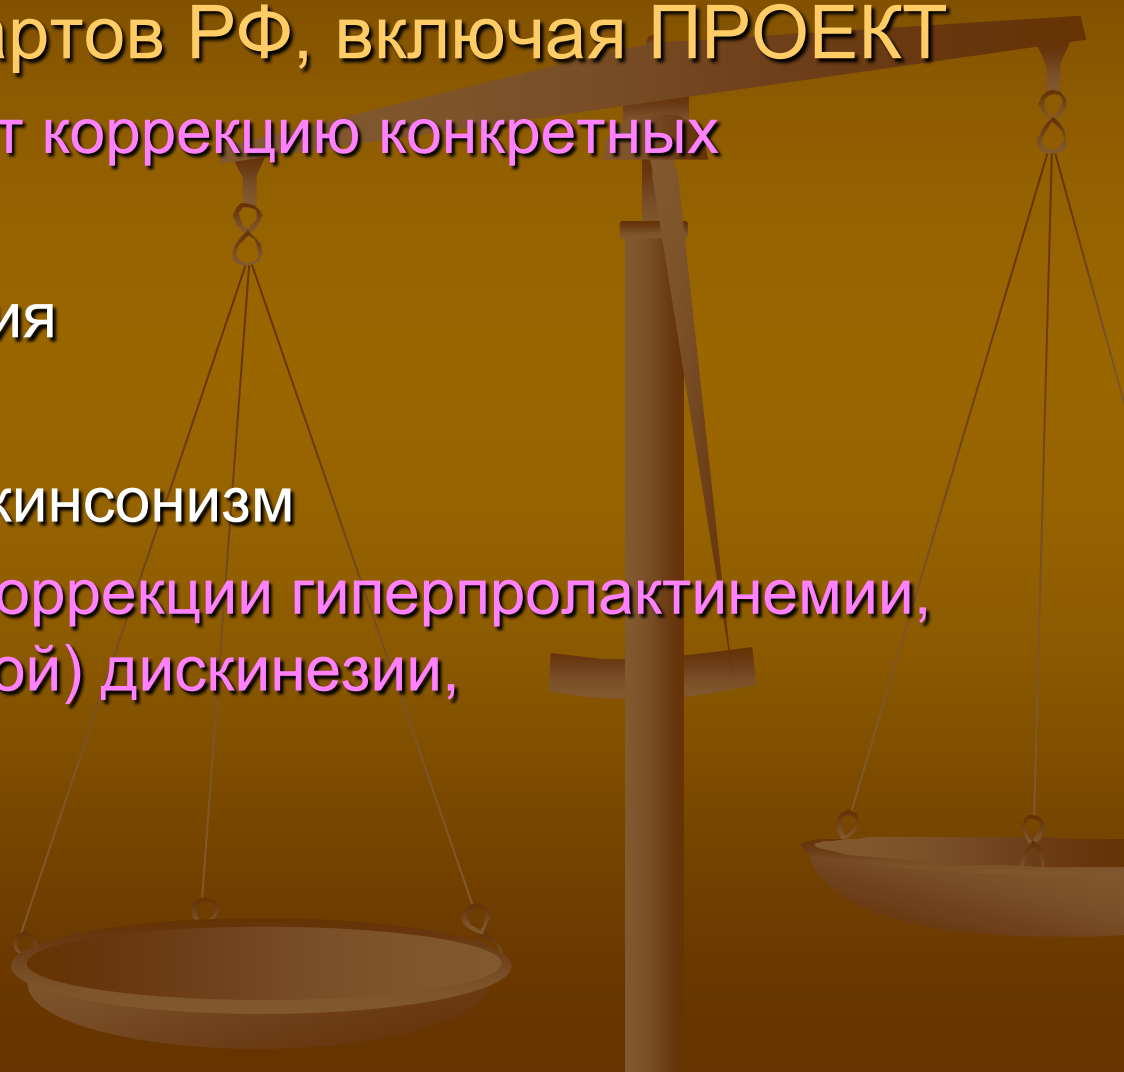 артов РФ, включая ПРОЕКТ
т коррекцию конкретных
ия
кинсонизм
оррекции гиперпролактинемии,
ой) дискинезии,